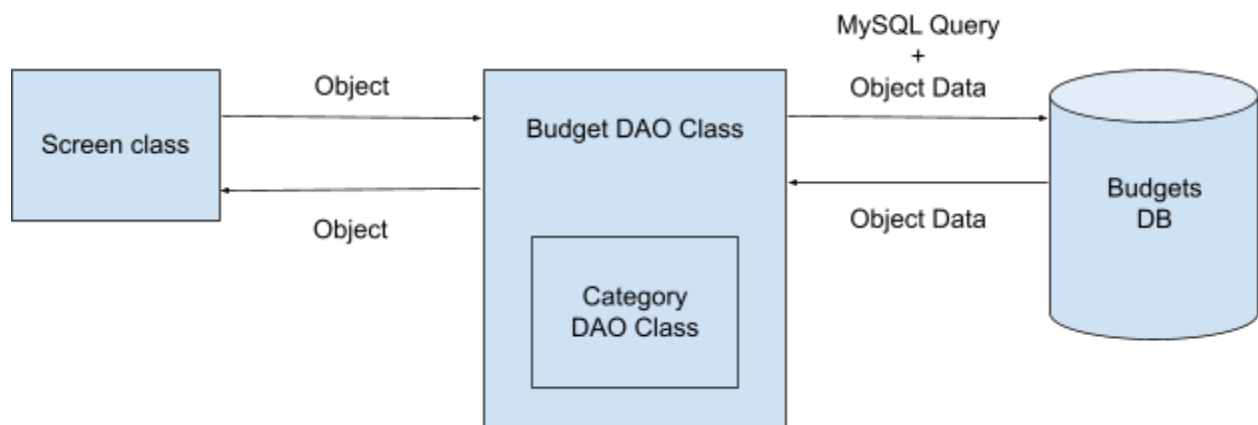 Screen class
Object
Object
Budget DAO Class
Category
DAO Class
MySQL Query
+
Object Data
Object Data
Budgets
DB